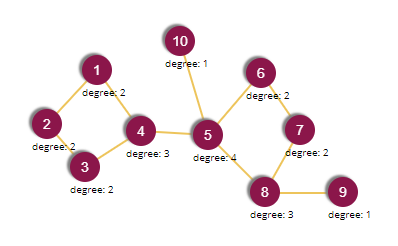 10
degree: 1
1
degree: 2
6
degree: 2
2
degree: 2
4
degree: 3
5
degree: 4
7
degree: 2
3
degree: 2
8
degree: 3
9
degree: 1